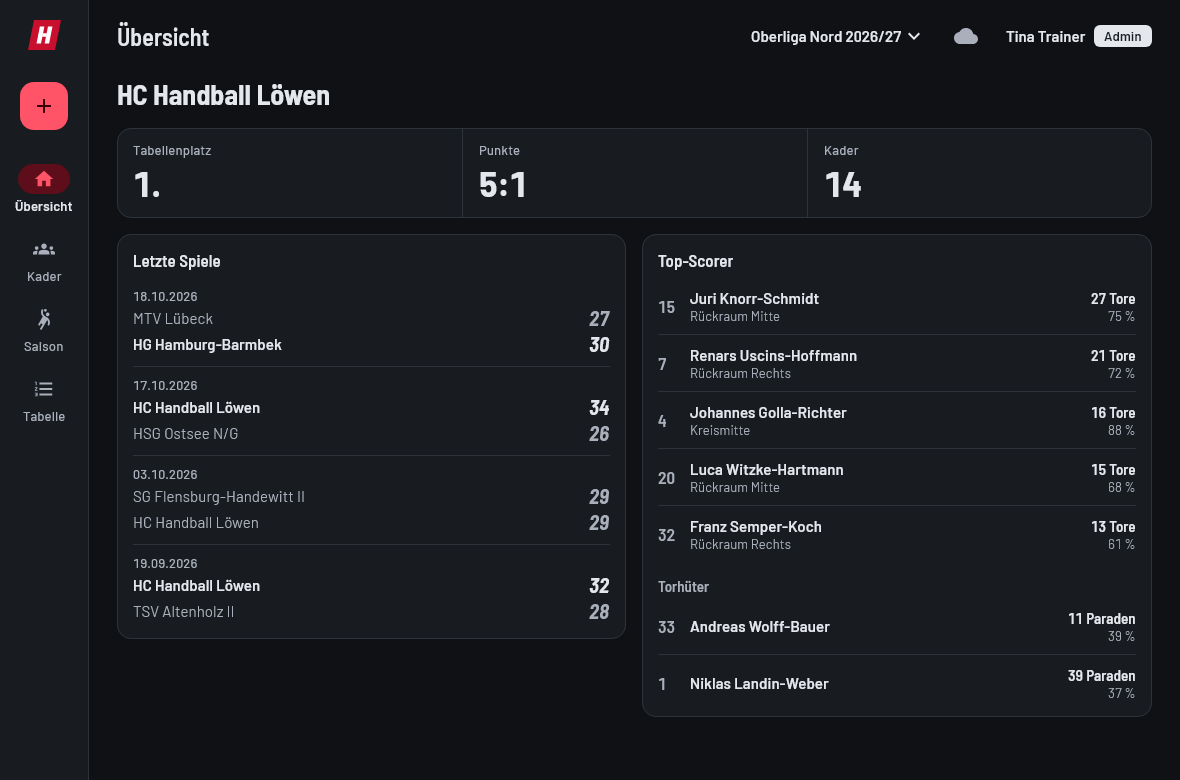 H
Übersicht
Oberliga Nord 2026/27
Tina Trainer
Admin
+
Übersicht
Kader
Saison
Tabelle
HC Handball Löwen
Tabellenplatz
1.
Punkte
5:1
Kader
14
Letzte Spiele
18.10.2026
MTV Lübeck 27
HG Hamburg-Barmbek 30
17.10.2026
HC Handball Löwen 34
HSG Ostsee N/G 26
03.10.2026
SG Flensburg-Handewitt II 29
HC Handball Löwen 29
19.09.2026
HC Handball Löwen 32
TSV Altenholz II 28
Top-Scorer
15 Juri Knorr-Schmidt 27 Tore
Rückraum Mitte 75 %
7 Renars Uscins-Hoffmann 21 Tore
Rückraum Rechts 72 %
4 Johannes Golla-Richter 16 Tore
Kreismitte 88 %
20 Luca Witzke-Hartmann 15 Tore
Rückraum Mitte 68 %
32 Franz Semper-Koch 13 Tore
Rückraum Rechts 61 %
Torhüter
33 Andreas Wolff-Bauer 11 Paraden
39 %
1 Niklas Landin-Weber 39 Paraden
37 %